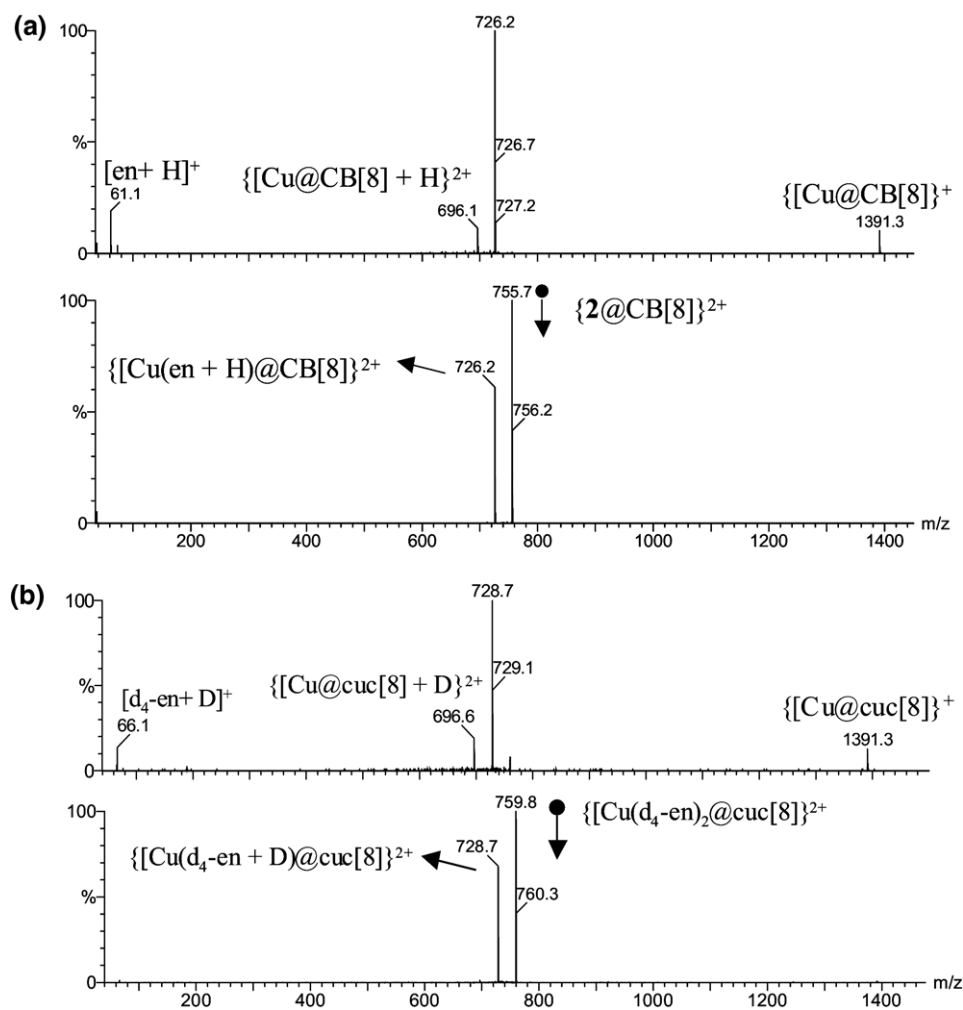 (a)
100
%
0
726.2
726.7
727.2
[en+ H]⁺
61.1
{[Cu@CB[8] + H}²⁺
696.1
{[Cu@CB[8]}⁺
1391.3
100
%
0
755.7
{2@CB[8]}²⁺
{[Cu(en + H)@CB[8]}²⁺
726.2
756.2
200 400 600 800 1000 1200 1400 m/z
(b)
100
%
0
728.7
729.1
[d₄-en+ D]⁺
66.1
{[Cu@cuc[8] + D}²⁺
696.6
{[Cu@cuc[8]}⁺
1391.3
100
%
0
759.8
{[Cu(d₄-en)₂@cuc[8]}²⁺
{[Cu(d₄-en + D)@cuc[8]}²⁺
728.7
760.3
200 400 600 800 1000 1200 1400 m/z